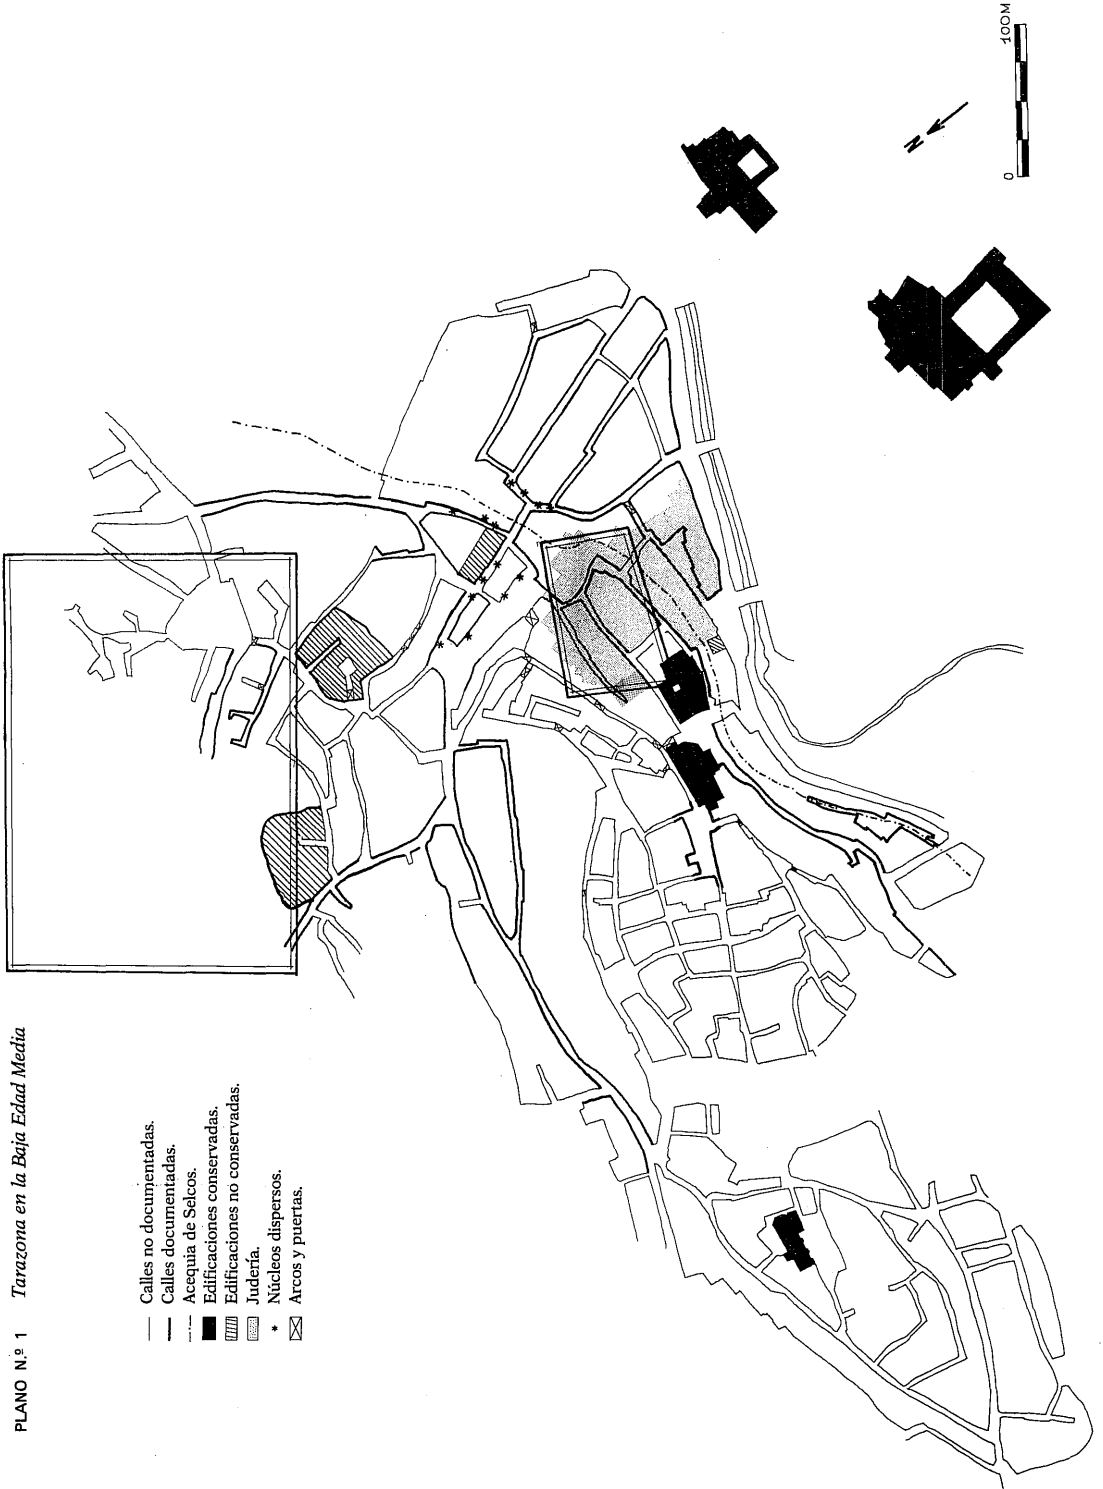 PLANO N.º 1 Tarazona en la Baja Edad Media
Calles no documentadas.
Calles documentadas.
Acequia de Selcos.
Edificaciones conservadas.
Edificaciones no conservadas.
Judería.
Núcleos dispersos.
Arcos y puertas.
N
0 100M